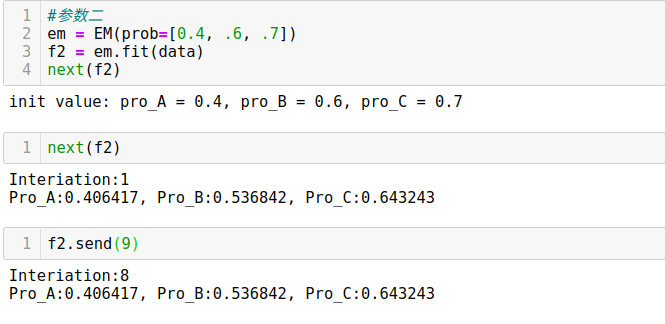 1 #参数二
2 em = EM(prob=[0.4, .6, .7])
3 f2 = em.fit(data)
4 next(f2)
init value: pro_A = 0.4, pro_B = 0.6, pro_C = 0.7
1 next(f2)
Interiation:1
Pro_A:0.406417, Pro_B:0.536842, Pro_C:0.643243
1 f2.send(9)
Interiation:8
Pro_A:0.406417, Pro_B:0.536842, Pro_C:0.643243